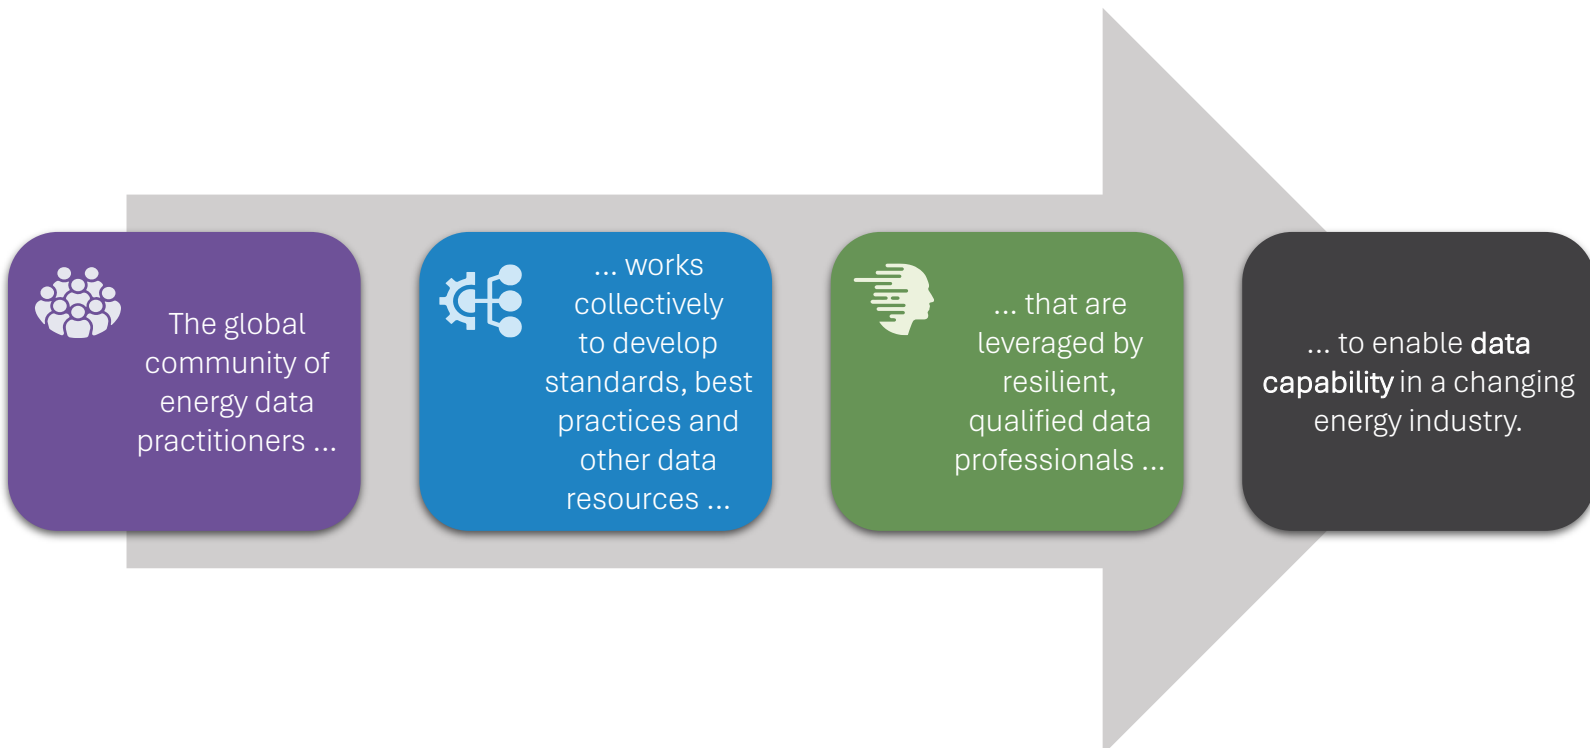 The global
community of
energy data
practitioners ...
... works
collectively
to develop
standards, best
practices and
other data
resources ...
... that are
leveraged by
resilient,
qualified data
professionals ...
... to enable data
capability in a changing
energy industry.